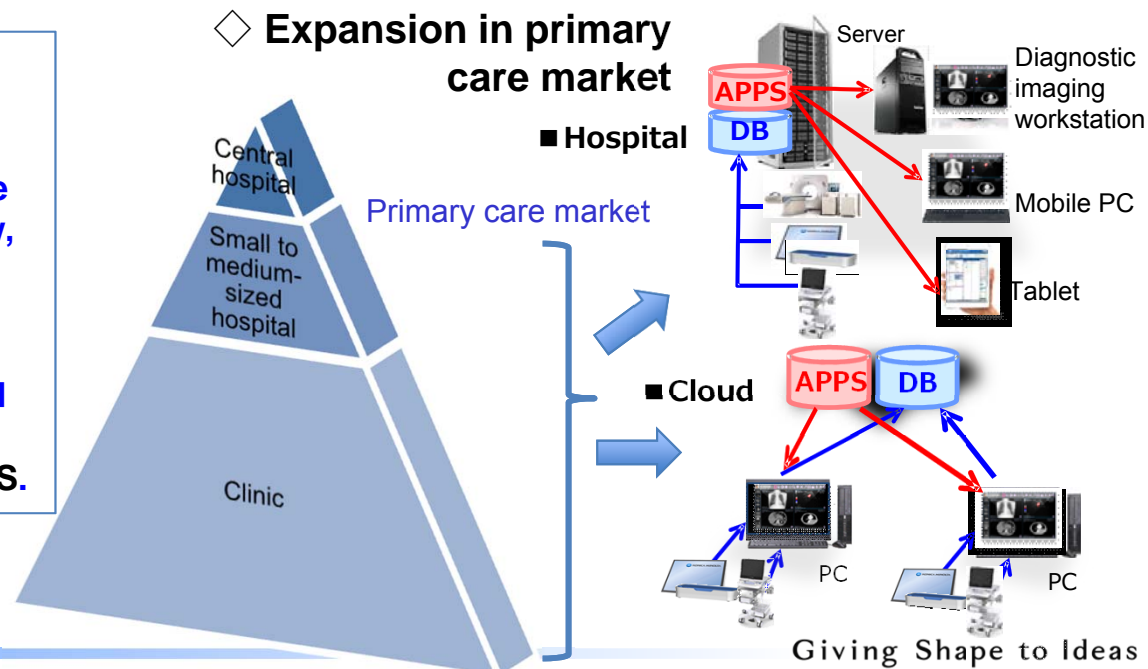 ◇ Expansion in primary
care market
e
y,
d
S.
Central
hospital
Small to
medium-
sized
hospital
Clinic
Primary care market
■ Hospital
Server
APPS
DB
Diagnostic
imaging
workstation
Mobile PC
Tablet
■ Cloud
APPS
DB
PC
PC
Giving Shape to Ideas